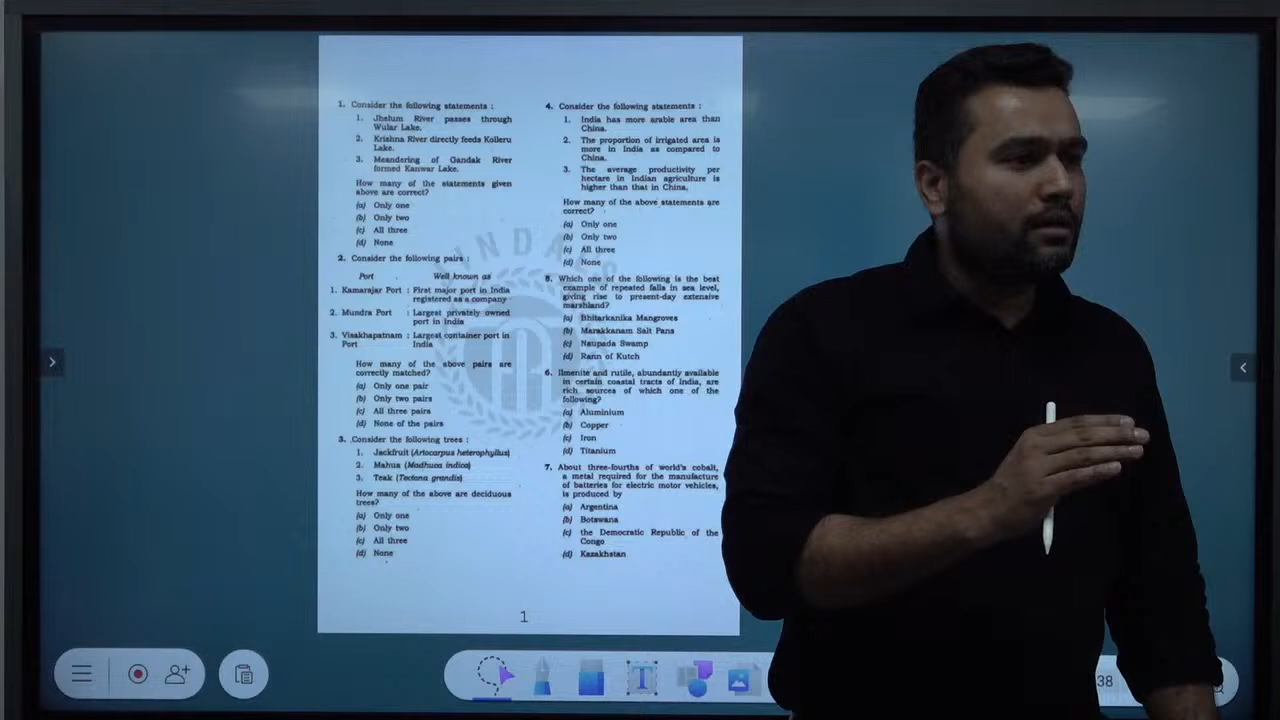 1. Consider the following statements :
1. Jhelum River passes through
Wular Lake.
2. Krishna River directly feeds Kolleru
Lake.
3. Meandering of Gandak River
formed Kanwar Lake.
How many of the statements given
above are correct?
(a) Only one
(b) Only two
(c) All three
(d) None
2. Consider the following pairs :
Port Well known as
1. Kamarajar Port : First major port in India
registered as a company
2. Mundra Port : Largest privately owned
port in India
3. Visakhapatnam : Largest container port in
Port India
How many of the above pairs are
correctly matched?
(a) Only one pair
(b) Only two pairs
(c) All three pairs
(d) None of the pairs
3. Consider the following trees :
1. Jackfruit (Artocarpus heterophyllus)
2. Mahua (Madhuca indica)
3. Teak (Tectona grandis)
How many of the above are deciduous
trees?
(a) Only one
(b) Only two
(c) All three
(d) None
4. Consider the following statements :
1. India has more arable area than
China.
2. The proportion of irrigated area is
more in India as compared to
China.
3. The average productivity per
hectare in Indian agriculture is
higher than that in China.
How many of the above statements are
correct?
(a) Only one
(b) Only two
(c) All three
(d) None
5. Which one of the following is the best
example of repeated falls in sea level,
giving rise to present-day extensive
marshland?
(a) Bhitarkanika Mangroves
(b) Marakkanam Salt Pans
(c) Naupada Swamp
(d) Rann of Kutch
6. Ilmenite and rutile, abundantly available
in certain coastal tracts of India, are
rich sources of which one of the
following?
(a) Aluminium
(b) Copper
(c) Iron
(d) Titanium
7. About three-fourths of world's cobalt,
a metal required for the manufacture
of batteries for electric motor vehicles,
is produced by
(a) Argentina
(b) Botswana
(c) the Democratic Republic of the
Congo
(d) Kazakhstan
1
T
38